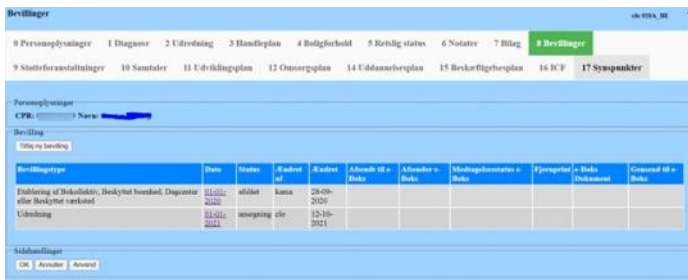 Bevillinger
0 Personoplysninger 1 Diagnose 2 Udredning 3 Handleplan 4 Boligforhold 5 Retslig status 6 Notater 7 Bilag 8 Bevillinger
9 Støtteforanstaltninger 10 Samtaler 11 Udviklingsplan 12 Omsorgsplan 14 Uddannelsesplan 15 Beskæftigelsesplan 16 ICF 17 Synspunkter
Personoplysninger
CPR: Navn:
Bevilling
Tilføj ny bevilling
Bevillingstype Dato Status Ændret af Ændret Afsendt til e-Boks Afsender e-Boks Modtagelsesstatus e-Boks Fjernprint e-Boks Dokument Gensend til e-Boks
Etablering af Bokollektiv, Beskyttet boenhed, Dagcenter 01-01- afslået kama 28-09-
eller Beskyttet værksted 2020 2020
Udredning 01-01- ansøgning clo 12-10-
2021 2021
Sidehandlinger
OK Annuller Anvend